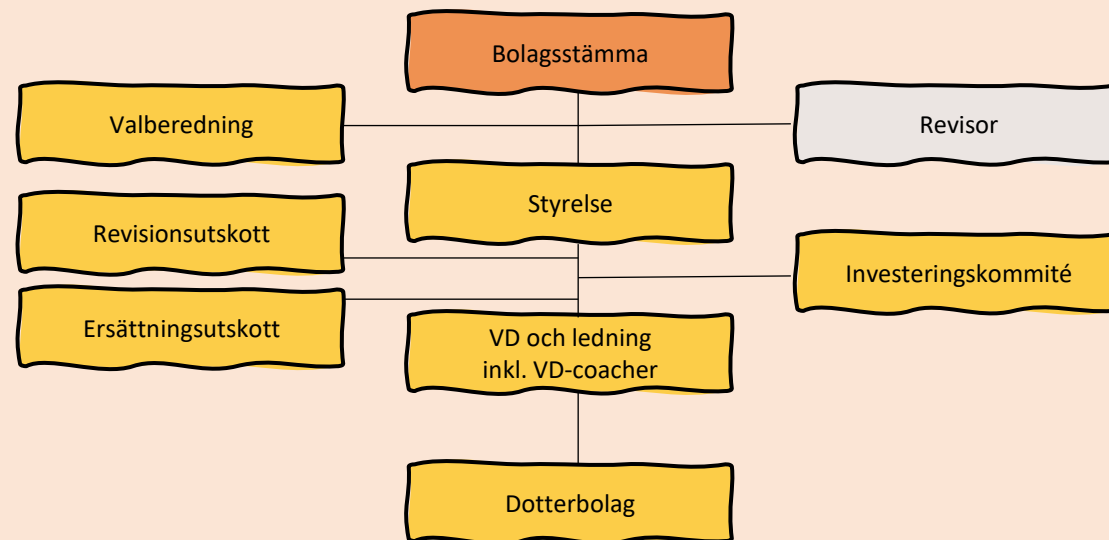 Bolagsstämma
Valberedning
Revisor
Styrelse
Revisionsutskott
Investeringskommité
Ersättningsutskott
VD och ledning
inkl. VD-coacher
Dotterbolag